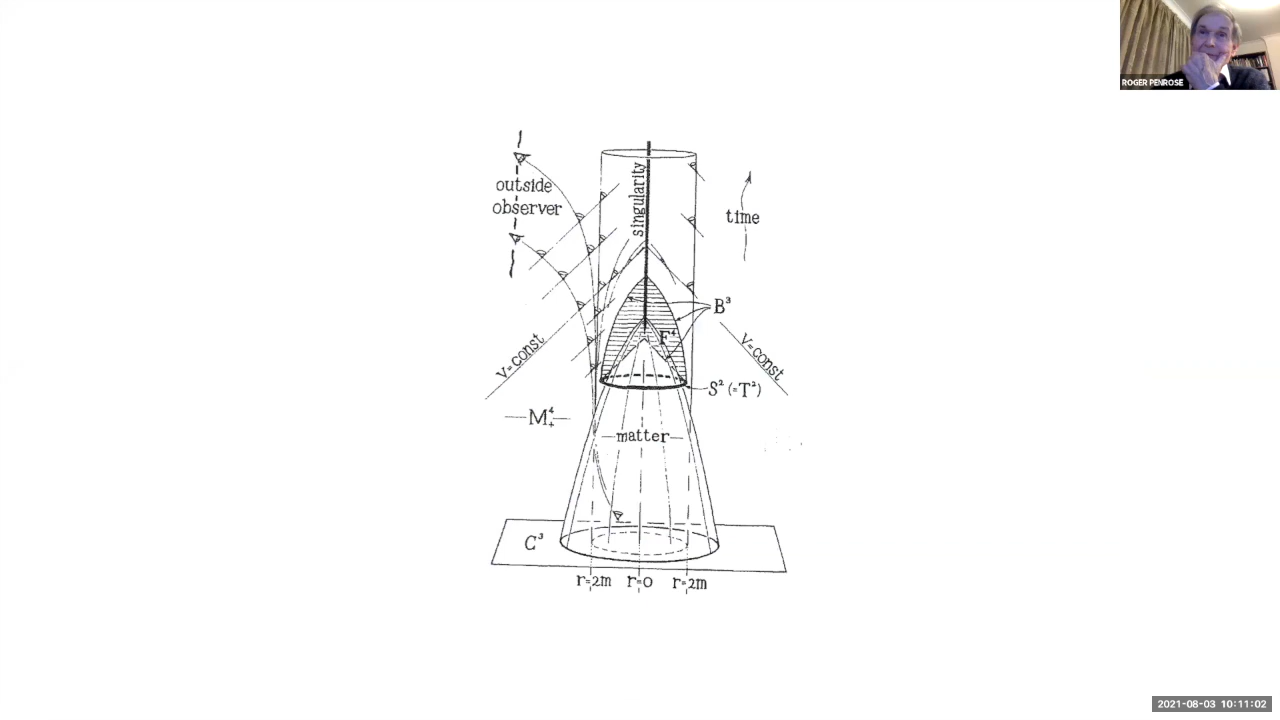 ROGER PENROSE
outside
observer
singularity
time
B³
F⁴
V=const
V=const
S² (=T²)
M⁴₊
matter
C³
r=2m r=0 r=2m
2021-08-03 10:11:02